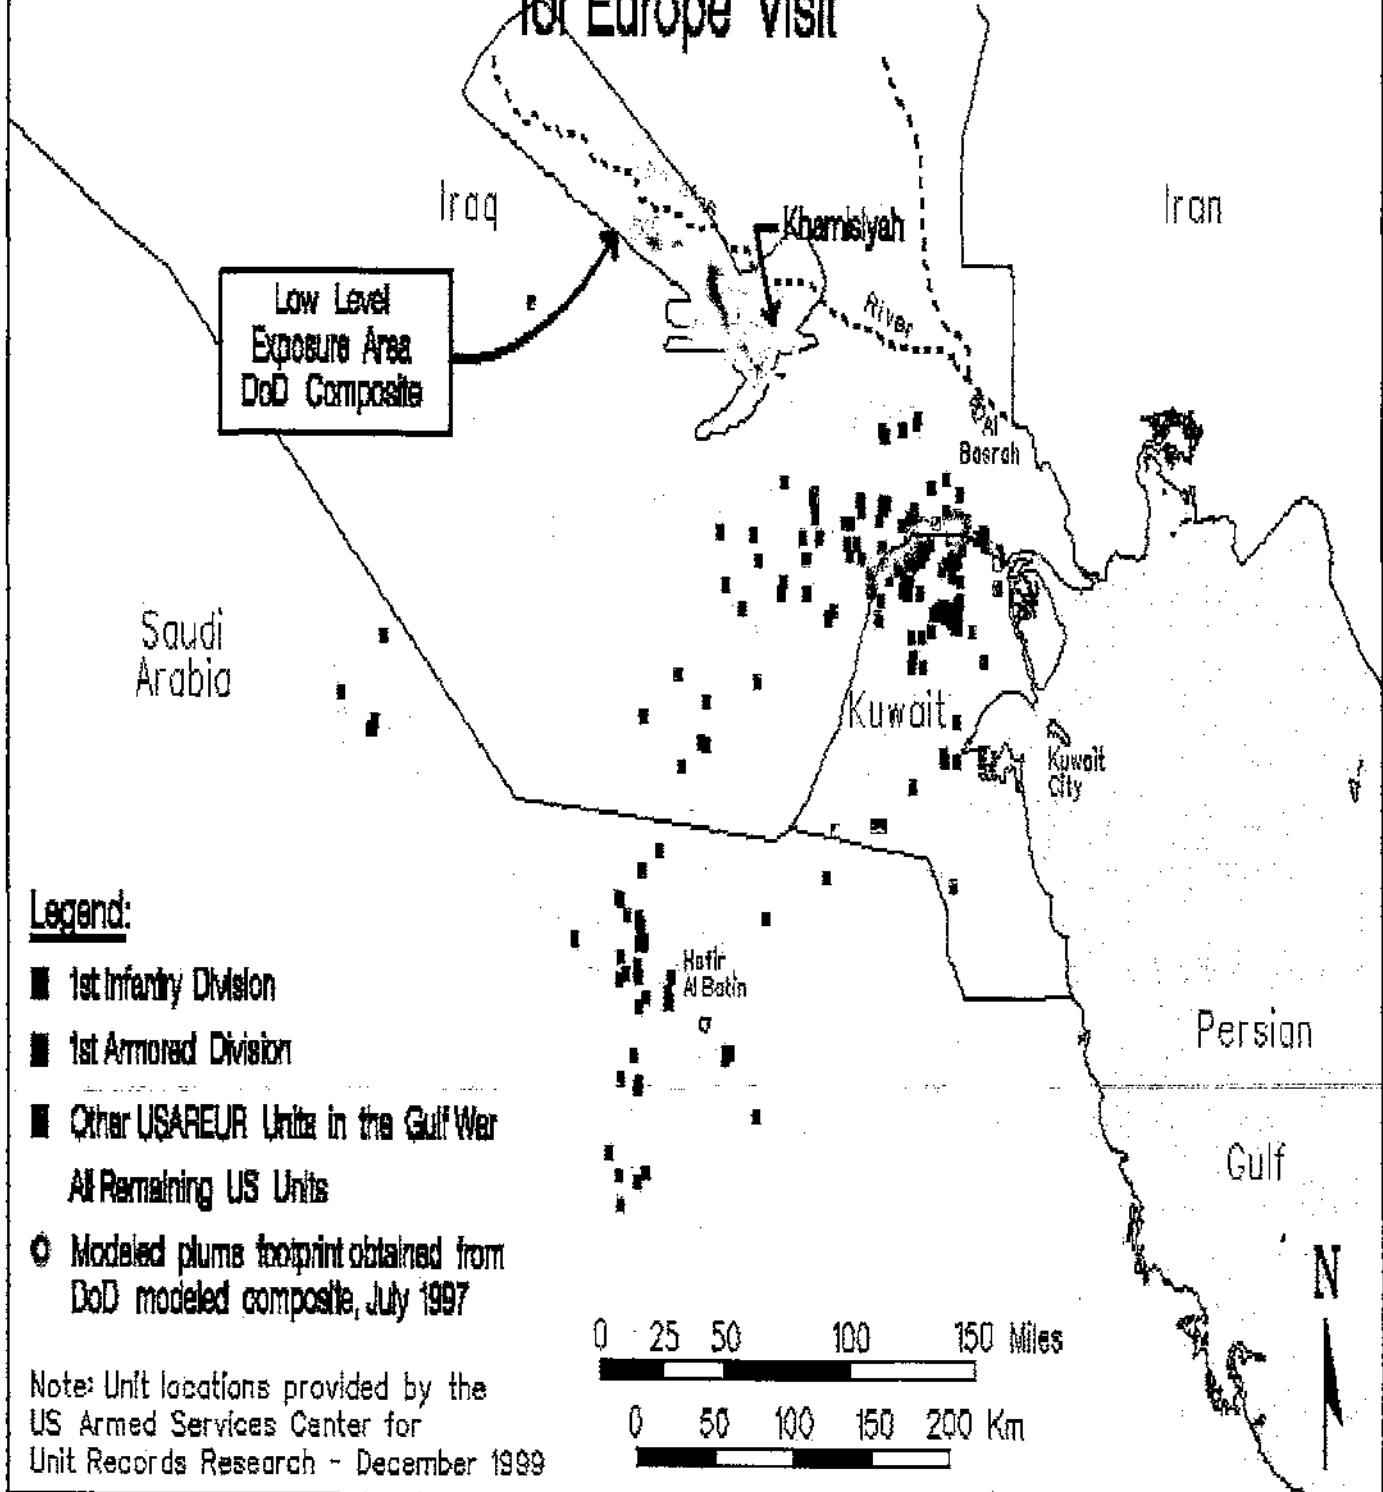 for Europe Visit
Iraq
Iran
Khamisiyah
Low Level
Exposure Area
DoD Composite
River
Al
Basrah
Saudi
Arabia
Kuwait
Kuwait
City
Legend:
1st Infantry Division
1st Armored Division
Other USAREUR Units in the Gulf War
All Remaining US Units
Modeled plume footprint obtained from
DoD modeled composite, July 1997
Hafir
Al Batin
Persian
Gulf
N
0 25 50 100 150 Miles
0 50 100 150 200 Km
Note: Unit locations provided by the
US Armed Services Center for
Unit Records Research - December 1999